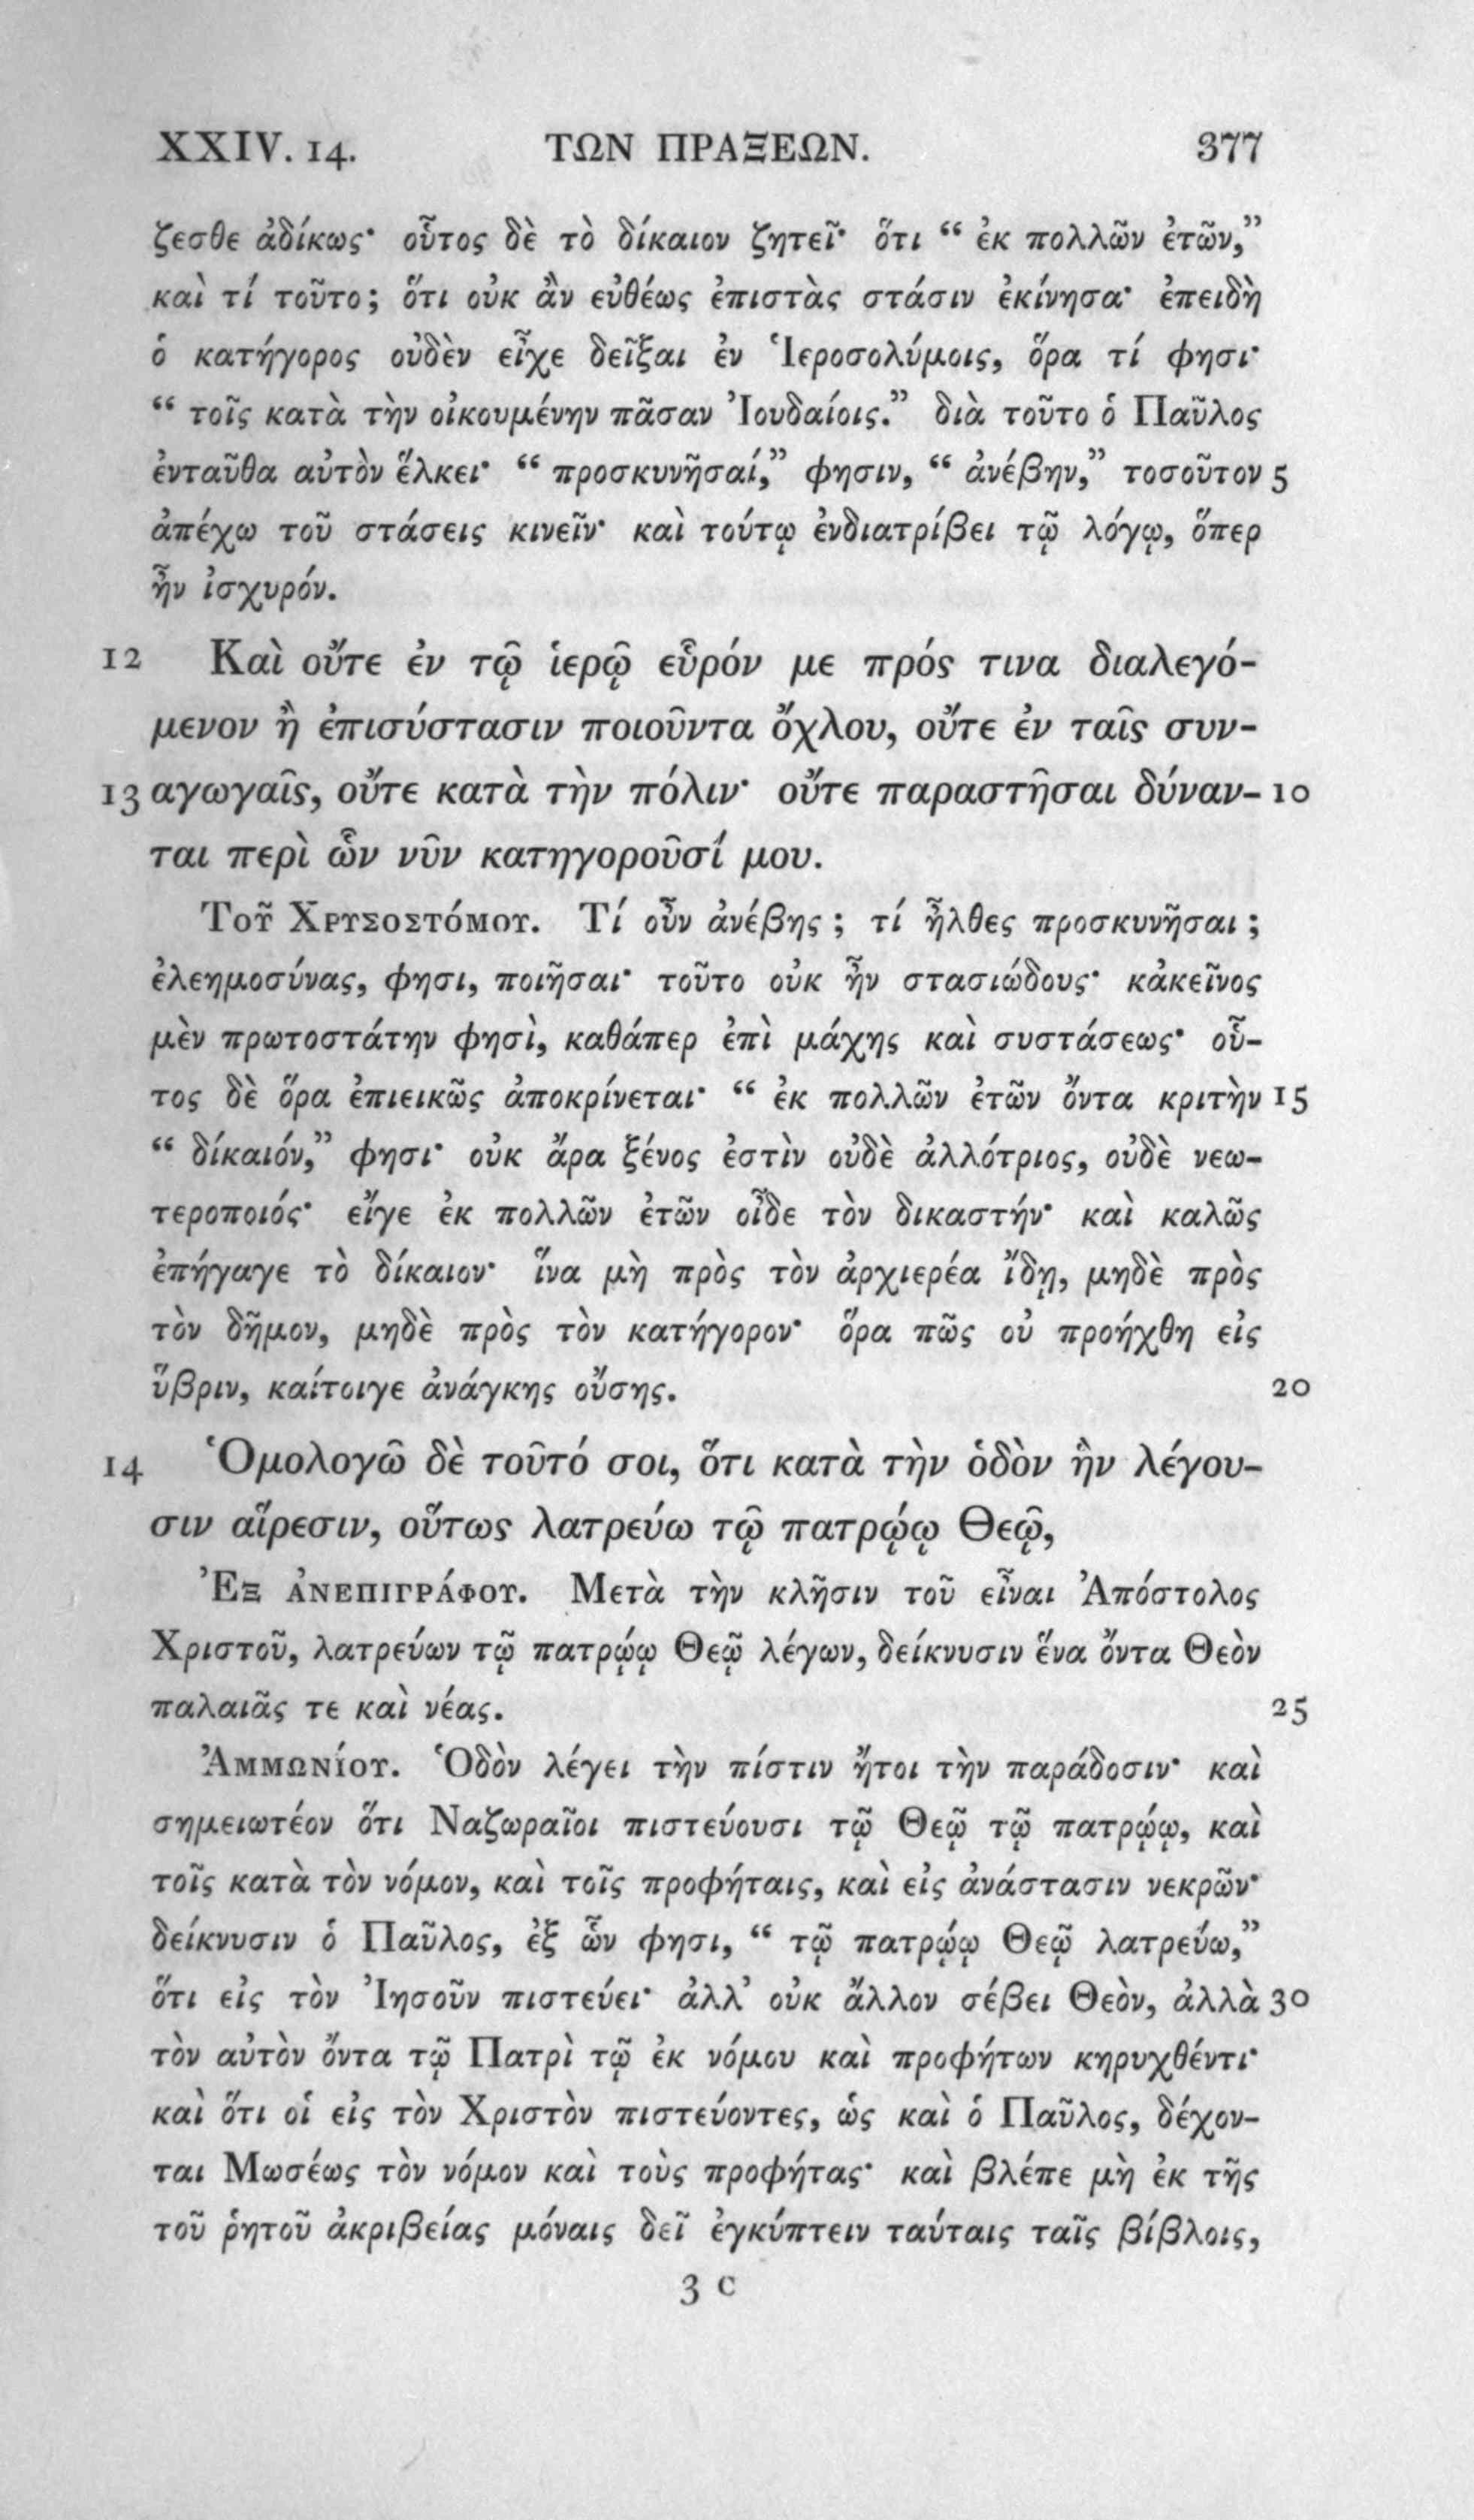 XXIV. 14. ΤΩΝ ΠΡΑΞΕΩΝ. 377
ζεσθε ἀδίκως· οὗτος δὲ τὸ δίκαιον ζητεῖ· ὅτι “ ἐκ πολλῶν ἐτῶν,”
καὶ τί τοῦτο; ὅτι οὐκ ἂν εὐθέως ἐπιστὰς στάσιν ἐκίνησα· ἐπειδὴ
ὁ κατήγορος οὐδὲν εἶχε δεῖξαι ἐν Ἱεροσολύμοις, ὅρα τί φησι·
“ τοῖς κατὰ τὴν οἰκουμένην πᾶσαν Ἰουδαίοις.” διὰ τοῦτο ὁ Παῦλος
ἐνταῦθα αὐτὸν ἕλκει· “ προσκυνῆσαί,” φησιν, “ ἀνέβην,” τοσοῦτον 5
ἀπέχω τοῦ στάσεις κινεῖν· καὶ τούτῳ ἐνδιατρίβει τῷ λόγῳ, ὅπερ
ἦν ἰσχυρόν.
12 Καὶ οὔτε ἐν τῷ ἱερῷ εὗρόν με πρός τινα διαλεγό-
μενον ἢ ἐπισύστασιν ποιοῦντα ὄχλου, οὔτε ἐν ταῖς συν-
13 αγωγαῖς, οὔτε κατὰ τὴν πόλιν· οὔτε παραστῆσαι δύναν- 10
ται περὶ ὧν νῦν κατηγοροῦσί μου.
Τοῦ Χρυσοστόμου. Τί οὖν ἀνέβης ; τί ἦλθες προσκυνῆσαι ;
ἐλεημοσύνας, φησι, ποιῆσαι· τοῦτο οὐκ ἦν στασιώδους· κἀκεῖνος
μὲν πρωτοστάτην φησὶ, καθάπερ ἐπὶ μάχης καὶ συστάσεως· οὗ-
τος δὲ ὅρα ἐπιεικῶς ἀποκρίνεται· “ ἐκ πολλῶν ἐτῶν ὄντα κριτὴν 15
“ δίκαιόν,” φησι· οὐκ ἄρα ξένος ἐστὶν οὐδὲ ἀλλότριος, οὐδὲ νεω-
τεροποιός· εἴγε ἐκ πολλῶν ἐτῶν οἶδε τὸν δικαστήν· καὶ καλῶς
ἐπήγαγε τὸ δίκαιον· ἵνα μὴ πρὸς τὸν ἀρχιερέα ἴδῃ, μηδὲ πρὸς
τὸν δῆμον, μηδὲ πρὸς τὸν κατήγορον· ὅρα πῶς οὐ προήχθη εἰς
ὕβριν, καίτοιγε ἀνάγκης οὔσης. 20
14 Ὁμολογῶ δὲ τοῦτό σοι, ὅτι κατὰ τὴν ὁδὸν ἣν λέγου-
σιν αἵρεσιν, οὕτως λατρεύω τῷ πατρῴῳ Θεῷ,
Ἐξ ἀνεπιγράφου. Μετὰ τὴν κλῆσιν τοῦ εἶναι Ἀπόστολος
Χριστοῦ, λατρεύων τῷ πατρῴῳ Θεῷ λέγων, δείκνυσιν ἕνα ὄντα Θεὸν
παλαιᾶς τε καὶ νέας. 25
Ἀμμωνίου. Ὁδὸν λέγει τὴν πίστιν ἤτοι τὴν παράδοσιν· καὶ
σημειωτέον ὅτι Ναζωραῖοι πιστεύουσι τῷ Θεῷ τῷ πατρῴῳ, καὶ
τοῖς κατὰ τὸν νόμον, καὶ τοῖς προφήταις, καὶ εἰς ἀνάστασιν νεκρῶν·
δείκνυσιν ὁ Παῦλος, ἐξ ὧν φησι, “ τῷ πατρῴῳ Θεῷ λατρεύω,”
ὅτι εἰς τὸν Ἰησοῦν πιστεύει· ἀλλ’ οὐκ ἄλλον σέβει Θεὸν, ἀλλὰ 30
τὸν αὐτὸν ὄντα τῷ Πατρὶ τῷ ἐκ νόμου καὶ προφήτων κηρυχθέντι·
καὶ ὅτι οἱ εἰς τὸν Χριστὸν πιστεύοντες, ὡς καὶ ὁ Παῦλος, δέχον-
ται Μωσέως τὸν νόμον καὶ τοὺς προφήτας· καὶ βλέπε μὴ ἐκ τῆς
τοῦ ῥητοῦ ἀκριβείας μόναις δεῖ ἐγκύπτειν ταύταις ταῖς βίβλοις,
3 C